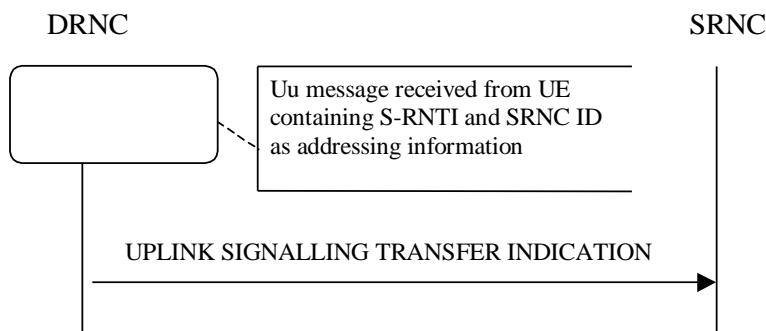 DRNC
SRNC
Uu message received from UE
containing S-RNTI and SRNC ID
as addressing information
UPLINK SIGNALLING TRANSFER INDICATION